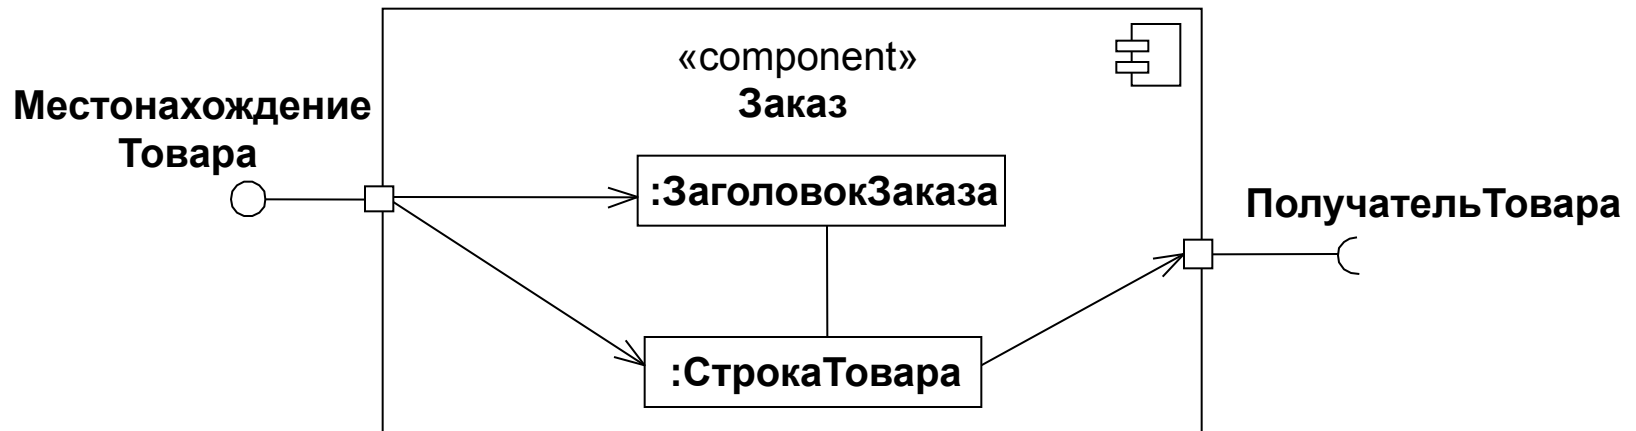 «component»
Заказ
Местонахождение
Товара
:ЗаголовокЗаказа
ПолучательТовара
:СтрокаТовара